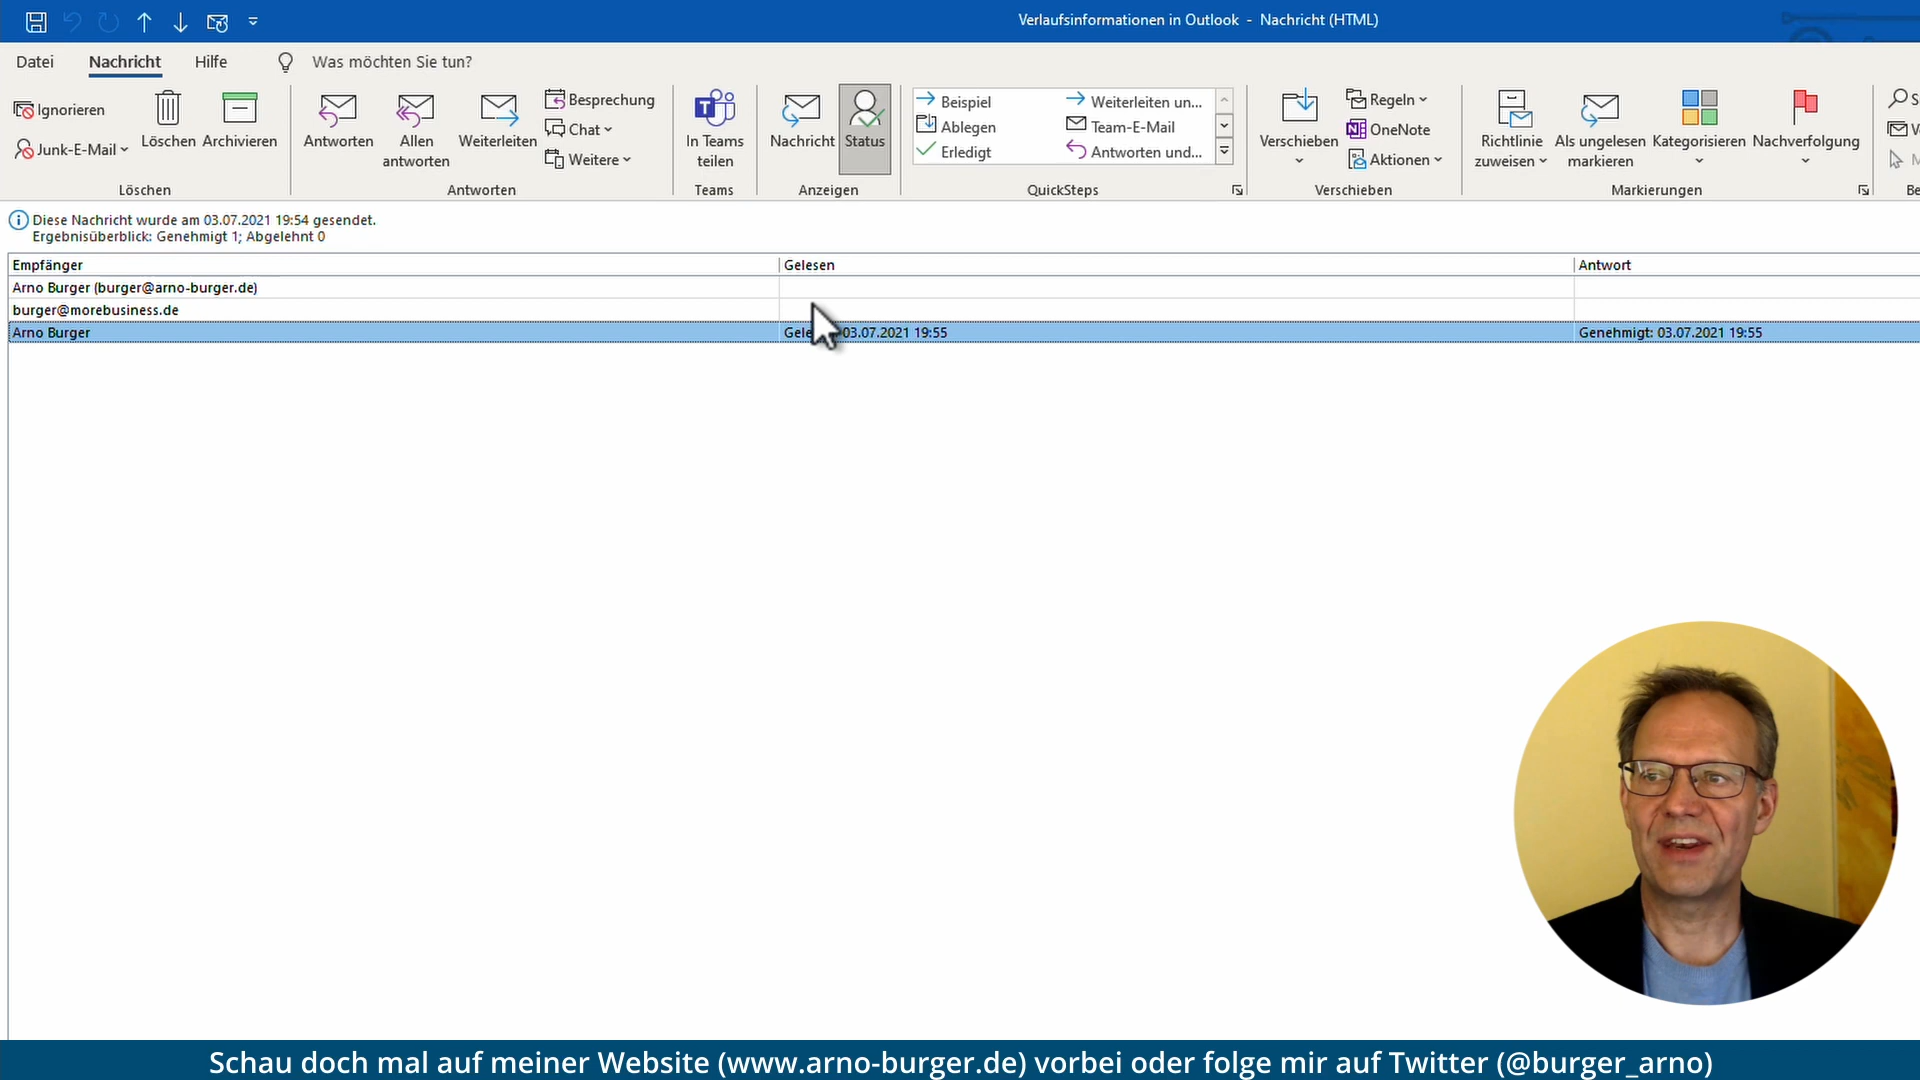 Verlaufsinformationen in Outlook - Nachricht (HTML)
Datei Nachricht Hilfe Was möchten Sie tun?
Ignorieren
Junk-E-Mail
Löschen
Archivieren
Löschen
Antworten
Allen antworten
Weiterleiten
Besprechung
Chat
Weitere
Antworten
In Teams teilen
Teams
Nachricht
Status
Anzeigen
Beispiel
Ablegen
Erledigt
Weiterleiten un...
Team-E-Mail
Antworten und...
QuickSteps
Verschieben
Regeln
OneNote
Aktionen
Verschieben
Richtlinie zuweisen
Als ungelesen markieren
Kategorisieren
Nachverfolgung
Markierungen
Diese Nachricht wurde am 03.07.2021 19:54 gesendet.
Ergebnisüberblick: Genehmigt 1; Abgelehnt 0
Empfänger Gelesen Antwort
Arno Burger (burger@arno-burger.de)
burger@morebusiness.de
Arno Burger 03.07.2021 19:55 Genehmigt: 03.07.2021 19:55
Schau doch mal auf meiner Website (www.arno-burger.de) vorbei oder folge mir auf Twitter (@burger_arno)